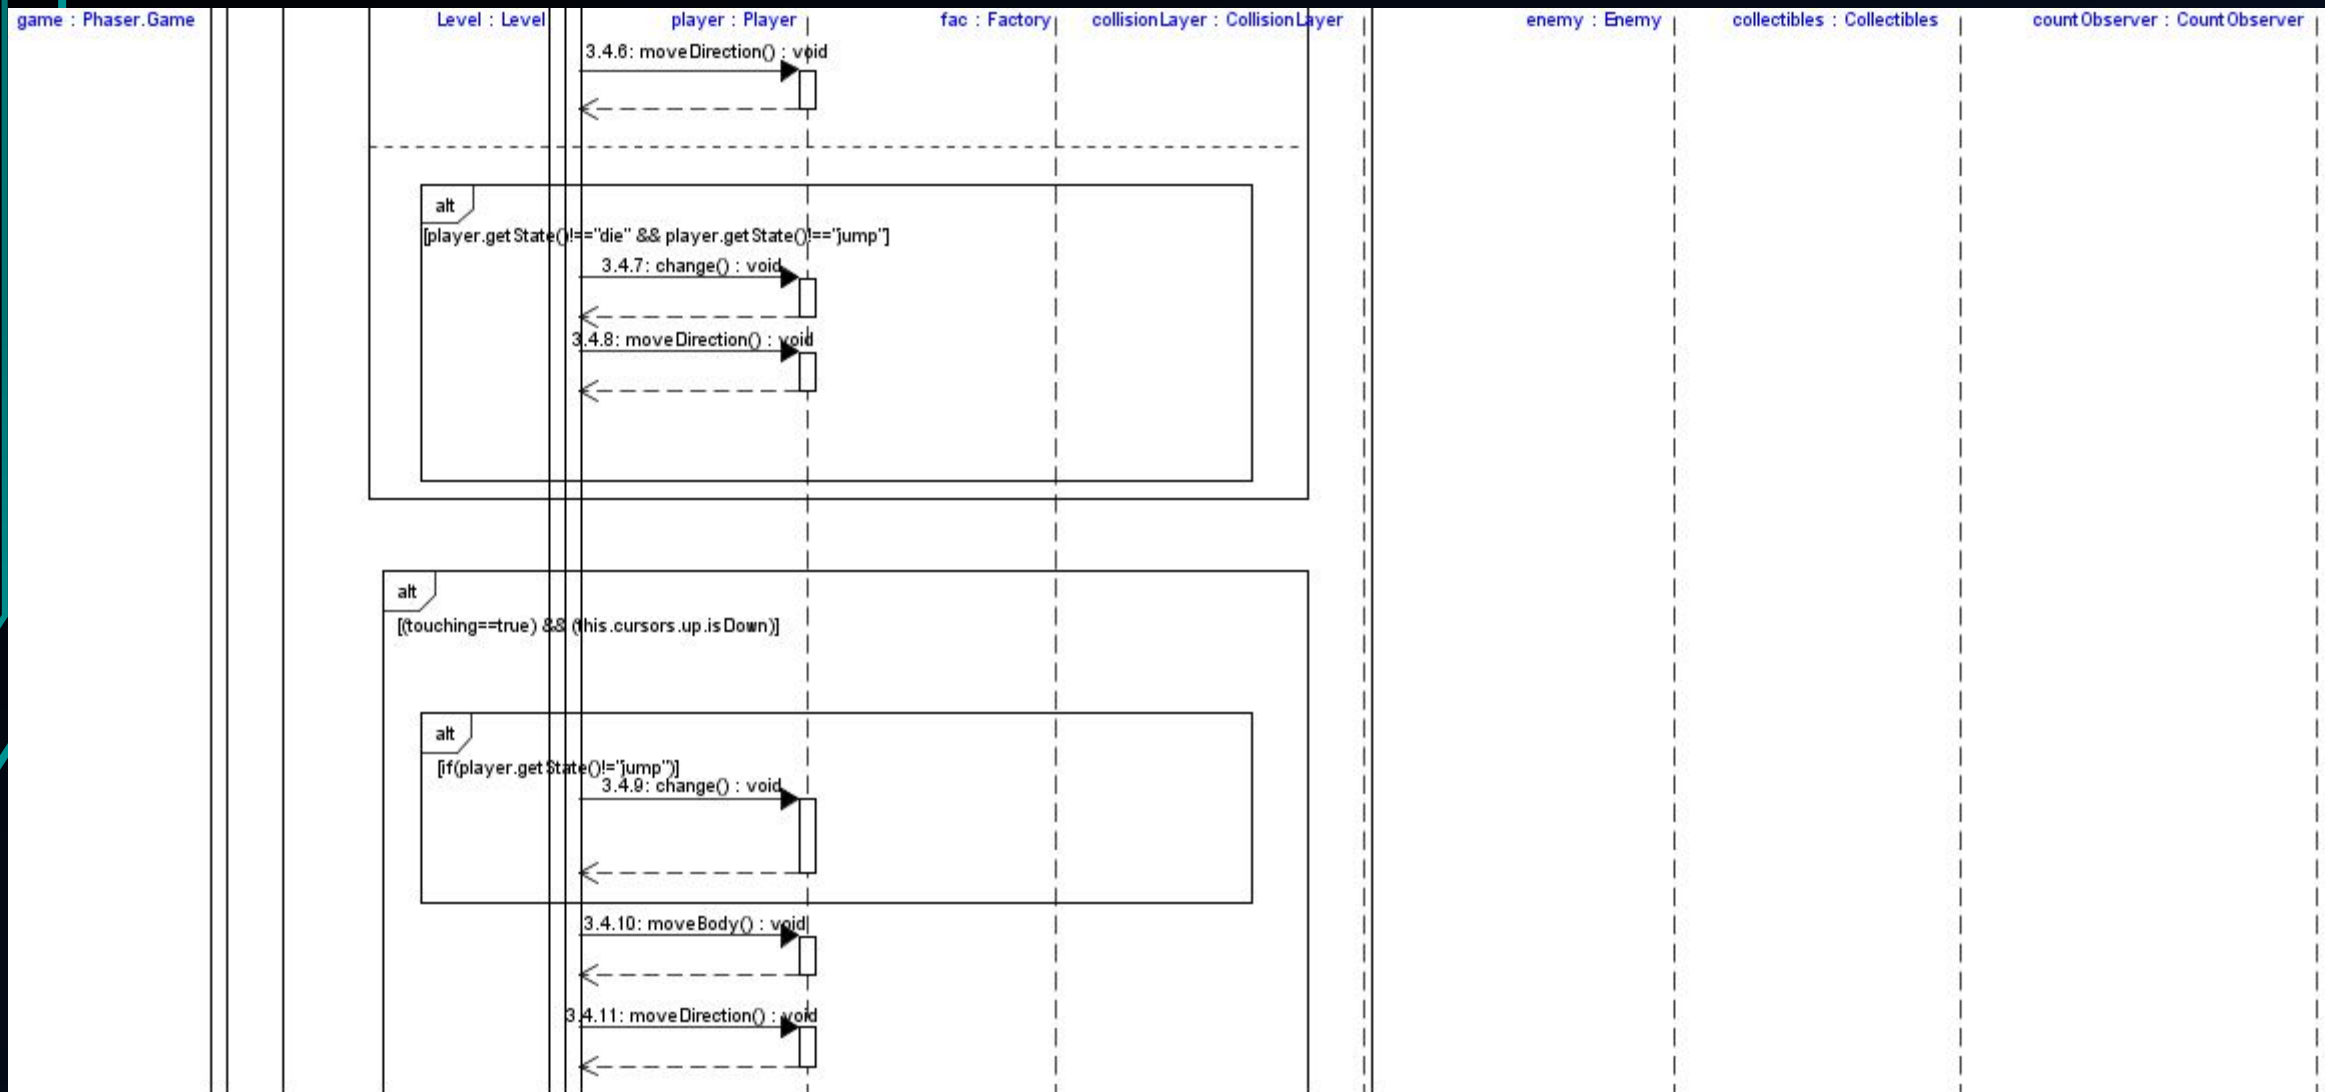 game : Phaser.Game
Level : Level
player : Player
fac : Factory
collisionLayer : CollisionLayer
enemy : Enemy
collectibles : Collectibles
countObserver : CountObserver
3.4.6: moveDirection() : void
alt
[player.getState()!=="die" && player.getState()!=="jump"]
3.4.7: change() : void
3.4.8: moveDirection() : void
alt
[(touching==true) && (this.cursors.up.isDown)]
alt
[if(player.getState()!="jump")]
3.4.9: change() : void
3.4.10: moveBody() : void
3.4.11: moveDirection() : void